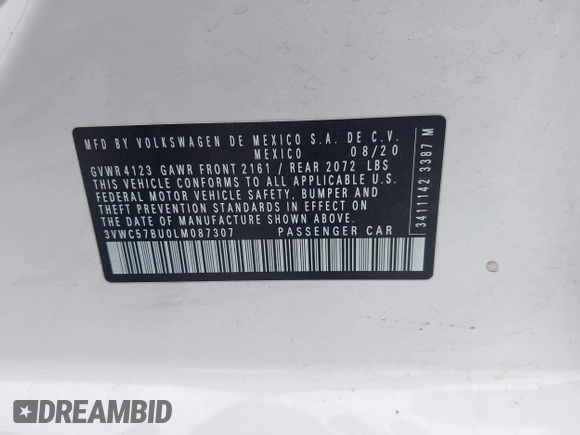 MFD BY VOLKSWAGEN DE MEXICO S.A. DE C.V.
MEXICO 08/20
GVWR 4123 GAWR FRONT 2161 / REAR 2072 LBS
THIS VEHICLE CONFORMS TO ALL APPLICABLE U.S.
FEDERAL MOTOR VEHICLE SAFETY, BUMPER AND
THEFT PREVENTION STANDARDS IN EFFECT ON
THE DATE OF MANUFACTURE SHOWN ABOVE.
3VWC57BU0LM087307 PASSENGER CAR
34111142 3387 M
DREAMBID